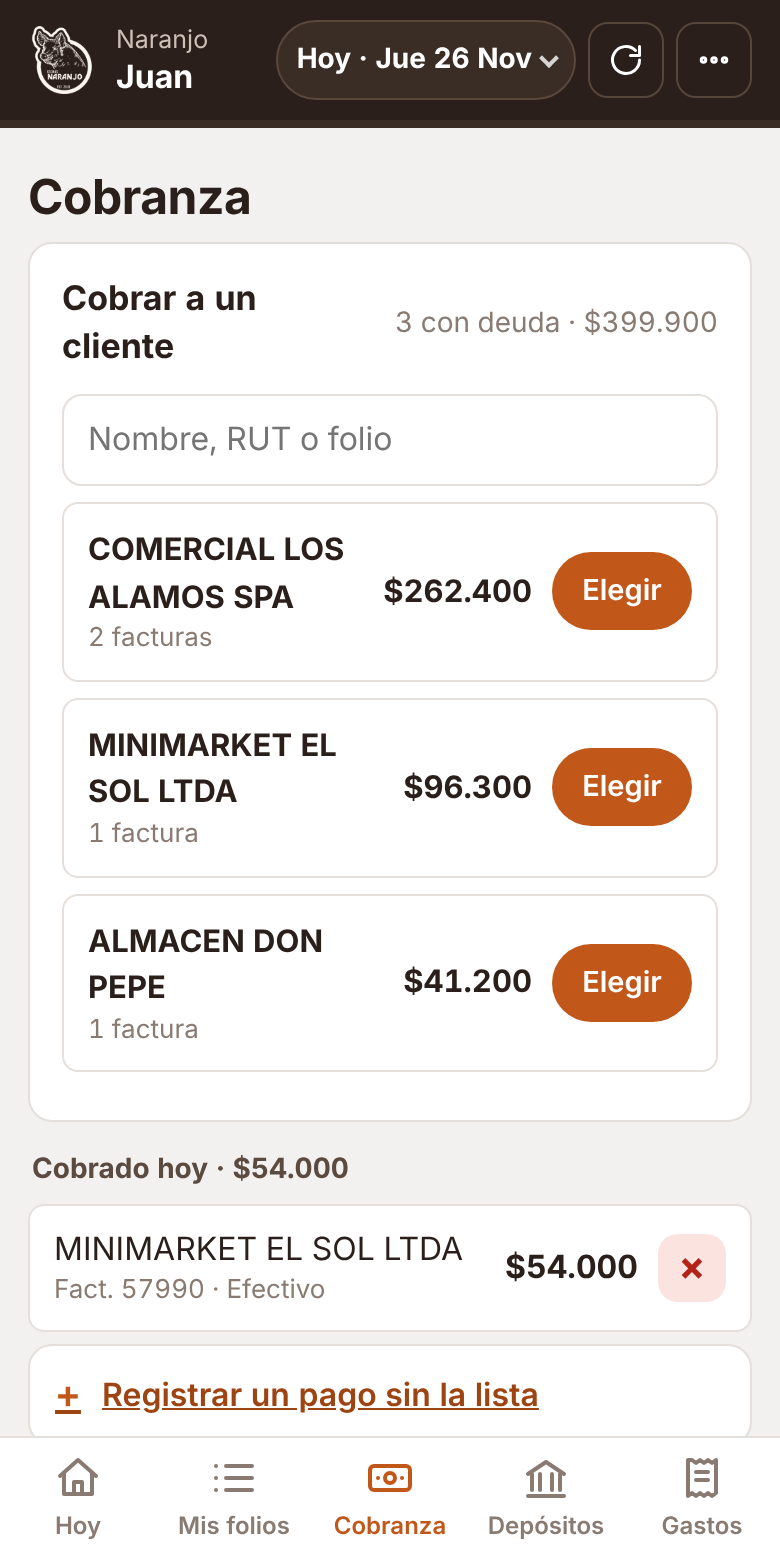 NARANJO
Naranjo
Juan
Hoy · Jue 26 Nov
Cobranza
Cobrar a un
cliente
3 con deuda · $399.900
Nombre, RUT o folio
COMERCIAL LOS
ALAMOS SPA
2 facturas
$262.400
Elegir
MINIMARKET EL
SOL LTDA
1 factura
$96.300
Elegir
ALMACEN DON
PEPE
1 factura
$41.200
Elegir
Cobrado hoy · $54.000
MINIMARKET EL SOL LTDA
Fact. 57990 · Efectivo
$54.000
+ Registrar un pago sin la lista
Hoy
Mis folios
Cobranza
Depósitos
Gastos